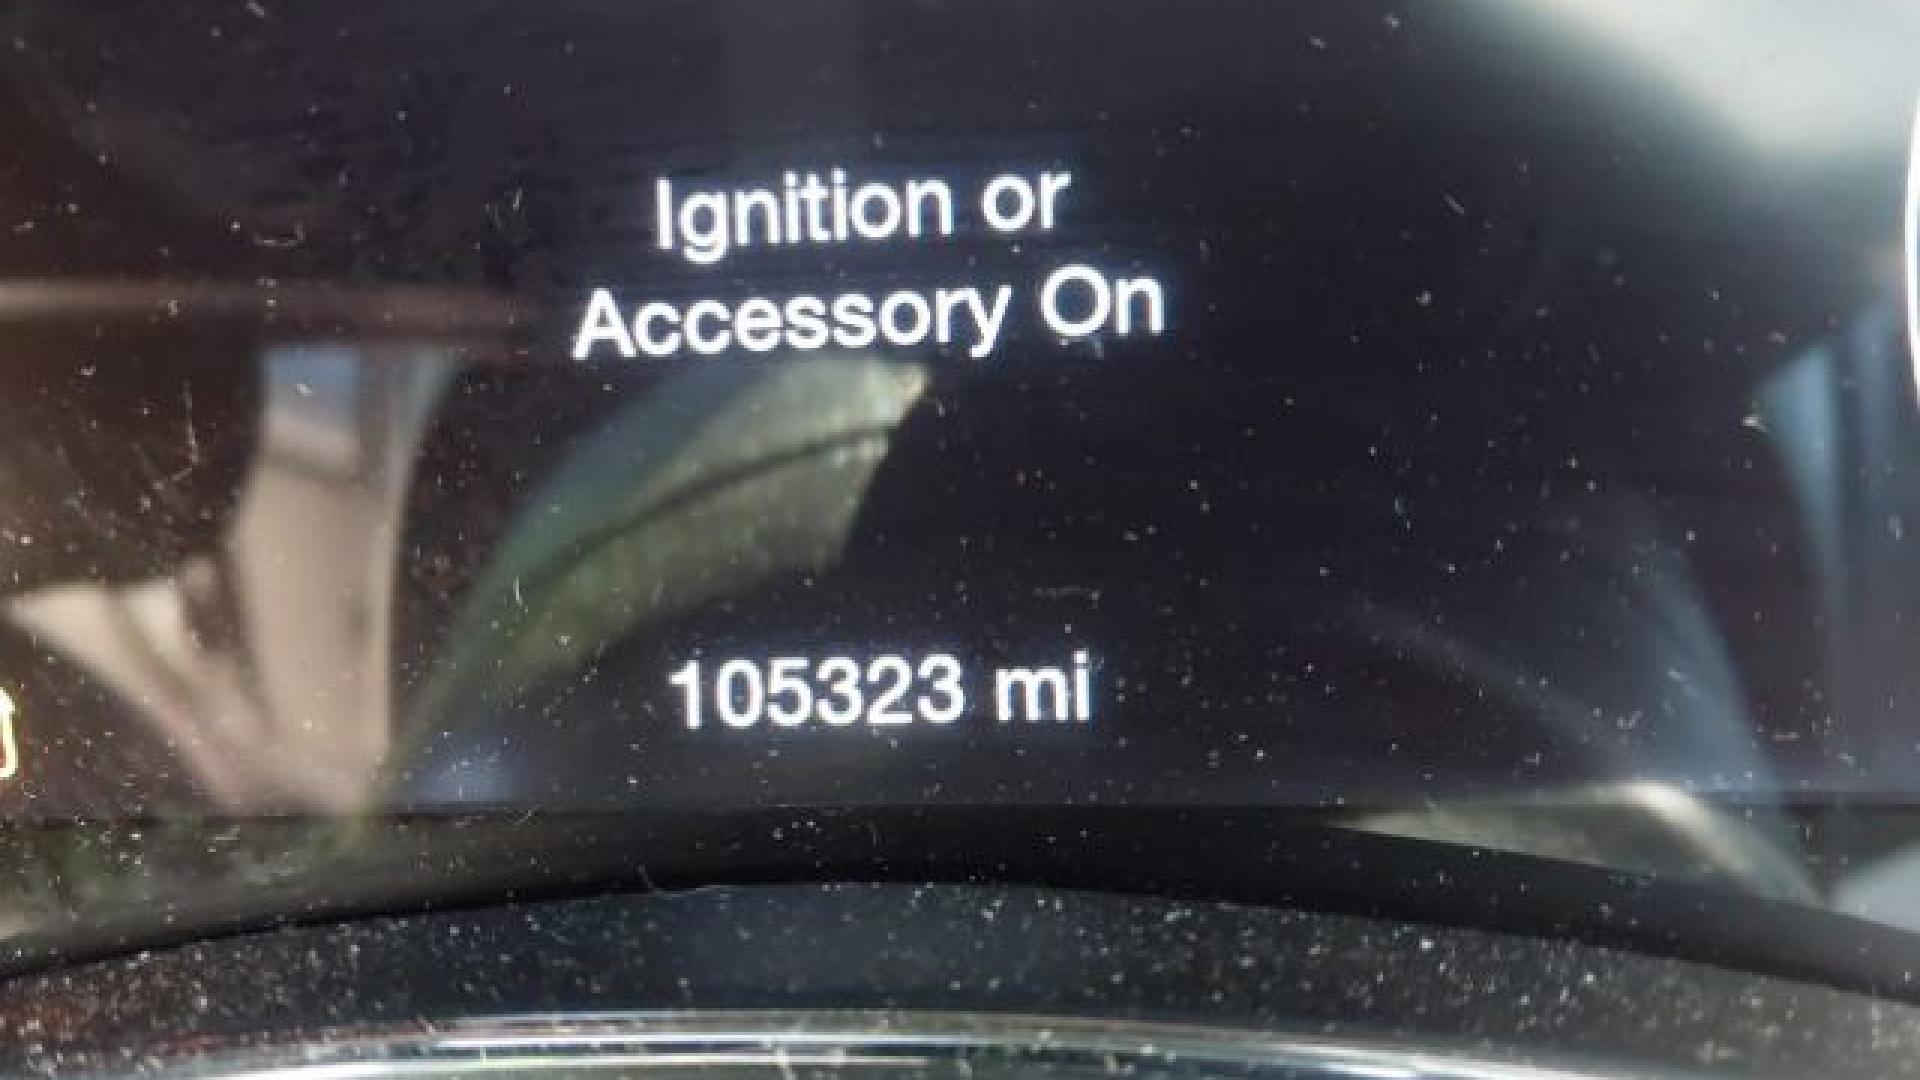 Ignition or
Accessory On
105323 mi